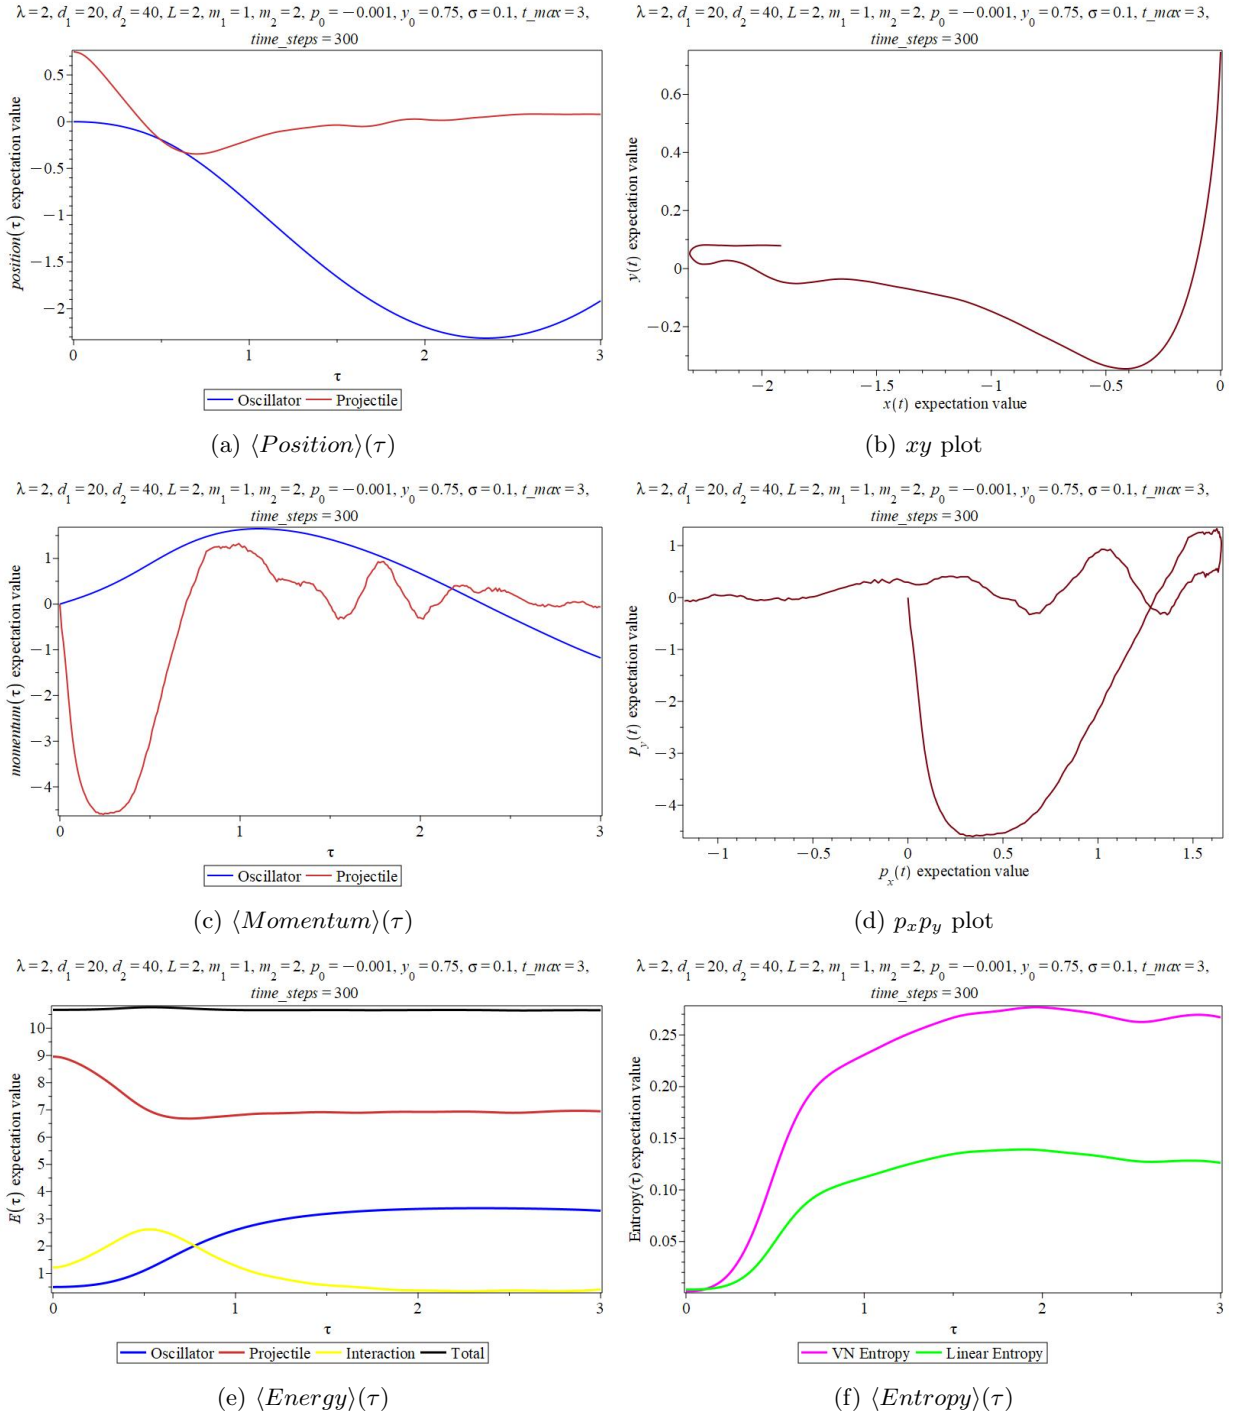 λ = 2, d₁ = 20, d₂ = 40, L = 2, m₁ = 1, m₂ = 2, p₀ = −0.001, y₀ = 0.75, σ = 0.1, t_max = 3,
time_steps = 300
position(τ) expectation value
0.5
0
−0.5
−1
−1.5
−2
0 1 2 3
τ
Oscillator Projectile
(a) ⟨Position⟩(τ)
λ = 2, d₁ = 20, d₂ = 40, L = 2, m₁ = 1, m₂ = 2, p₀ = −0.001, y₀ = 0.75, σ = 0.1, t_max = 3,
time_steps = 300
y(t) expectation value
0.6
0.4
0.2
0
−0.2
−2 −1.5 −1 −0.5 0
x(t) expectation value
(b) xy plot
λ = 2, d₁ = 20, d₂ = 40, L = 2, m₁ = 1, m₂ = 2, p₀ = −0.001, y₀ = 0.75, σ = 0.1, t_max = 3,
time_steps = 300
momentum(τ) expectation value
1
0
−1
−2
−3
−4
0 1 2 3
τ
Oscillator Projectile
(c) ⟨Momentum⟩(τ)
λ = 2, d₁ = 20, d₂ = 40, L = 2, m₁ = 1, m₂ = 2, p₀ = −0.001, y₀ = 0.75, σ = 0.1, t_max = 3,
time_steps = 300
p_y(t) expectation value
1
0
−1
−2
−3
−4
−1 −0.5 0 0.5 1 1.5
p_x(t) expectation value
(d) pₓp_y plot
λ = 2, d₁ = 20, d₂ = 40, L = 2, m₁ = 1, m₂ = 2, p₀ = −0.001, y₀ = 0.75, σ = 0.1, t_max = 3,
time_steps = 300
E(τ) expectation value
10
9
8
7
6
5
4
3
2
1
0 1 2 3
τ
Oscillator Projectile Interaction Total
(e) ⟨Energy⟩(τ)
λ = 2, d₁ = 20, d₂ = 40, L = 2, m₁ = 1, m₂ = 2, p₀ = −0.001, y₀ = 0.75, σ = 0.1, t_max = 3,
time_steps = 300
Entropy(τ) expectation value
0.25
0.20
0.15
0.10
0.05
0 1 2 3
τ
VN Entropy Linear Entropy
(f) ⟨Entropy⟩(τ)